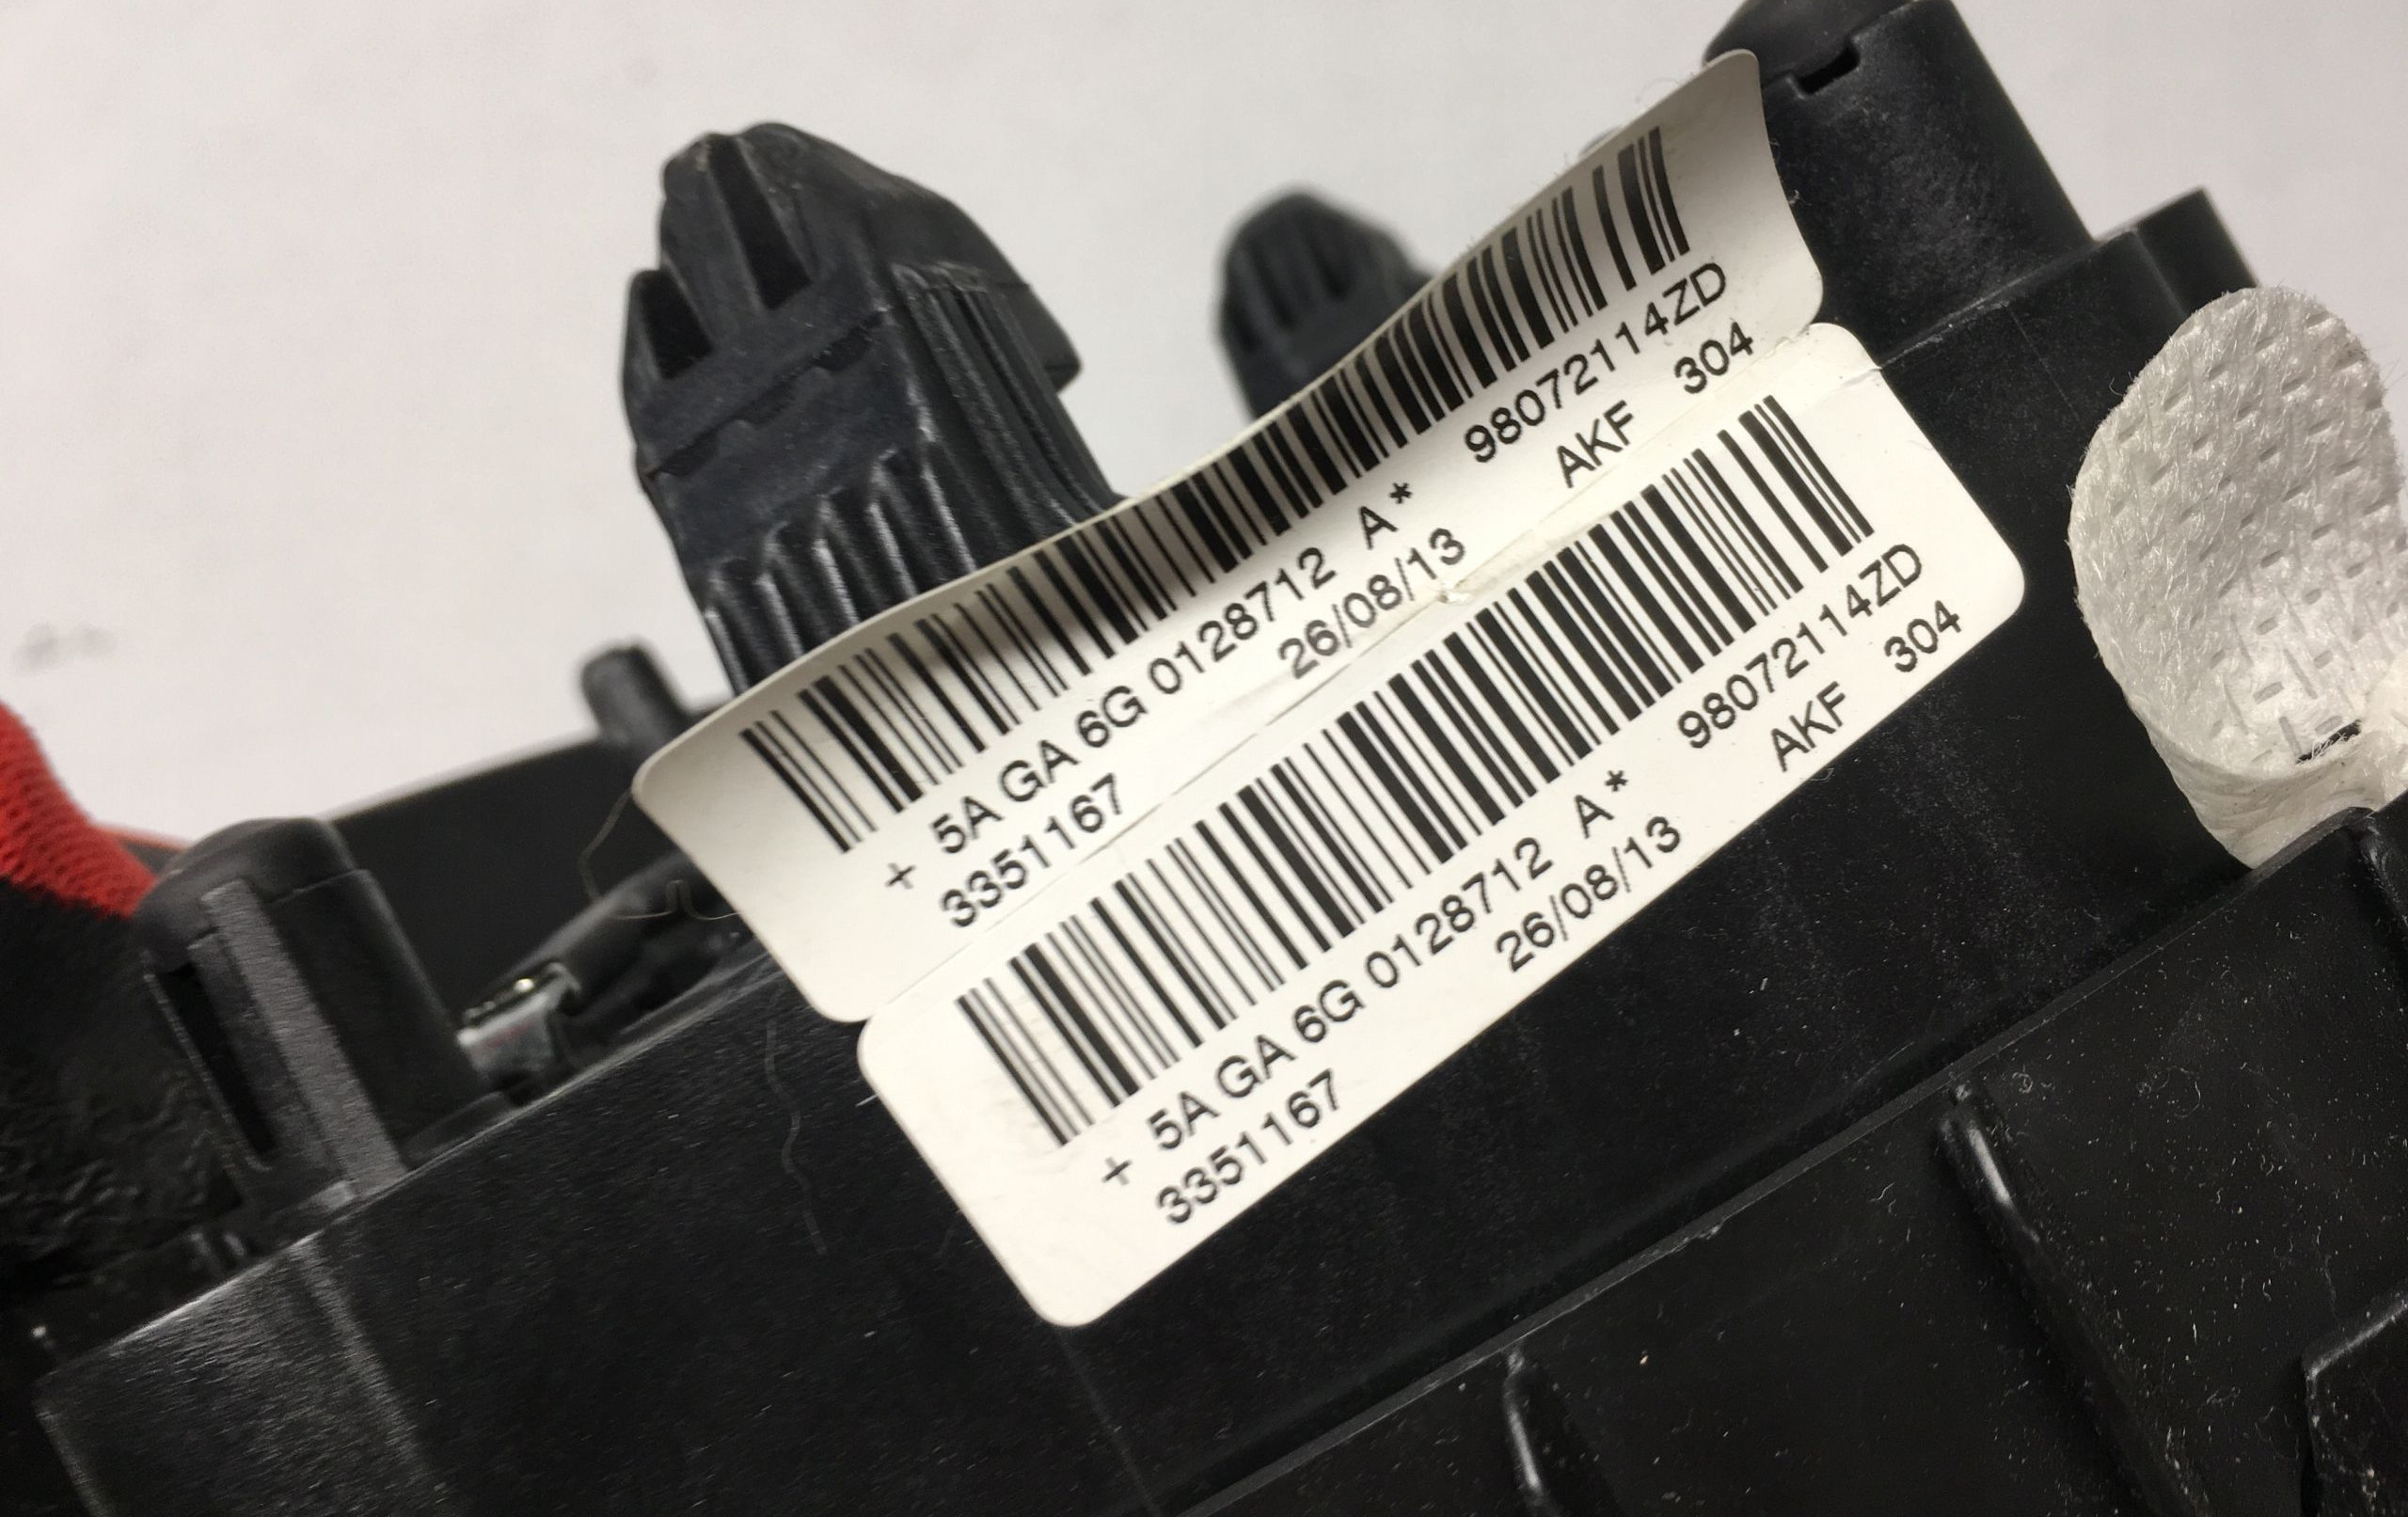 + 5A GA 6G 0128712 A* 98072114ZD
3351167 26/08/13 AKF 304
+ 5A GA 6G 0128712 A* 98072114ZD
3351167 26/08/13 AKF 304